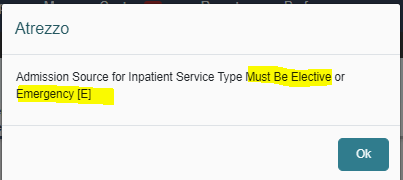 Atrezzo
Admission Source for Inpatient Service Type Must Be Elective or
Emergency [E]
Ok